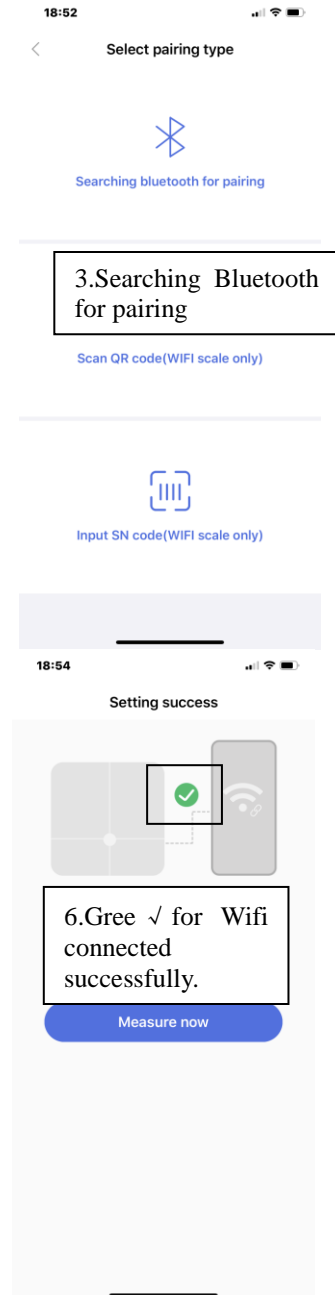 18:52
Select pairing type
Searching bluetooth for pairing
3.Searching Bluetooth
for pairing
Scan QR code(WIFI scale only)
Input SN code(WIFI scale only)
18:54
Setting success
6.Gree √ for Wifi
connected
successfully.
Measure now